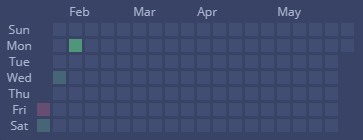 Feb Mar Apr May
Sun
Mon
Tue
Wed
Thu
Fri
Sat